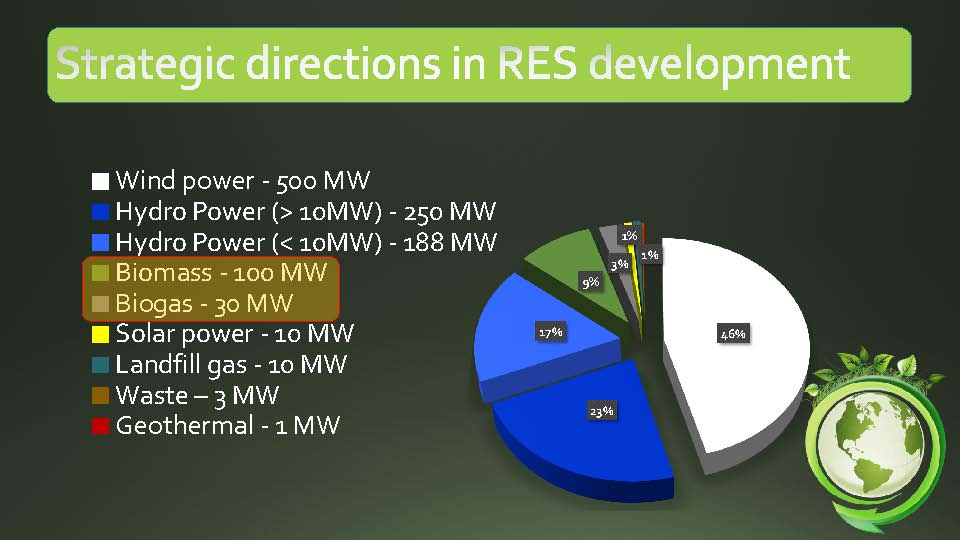 Strategic directions in RES development
Wind power - 500 MW
Hydro Power (> 10MW) - 250 MW
Hydro Power (< 10MW) - 188 MW
Biomass - 100 MW
Biogas - 30 MW
Solar power - 10 MW
Landfill gas - 10 MW
Waste – 3 MW
Geothermal - 1 MW
1%
1%
3%
9%
17%
46%
23%